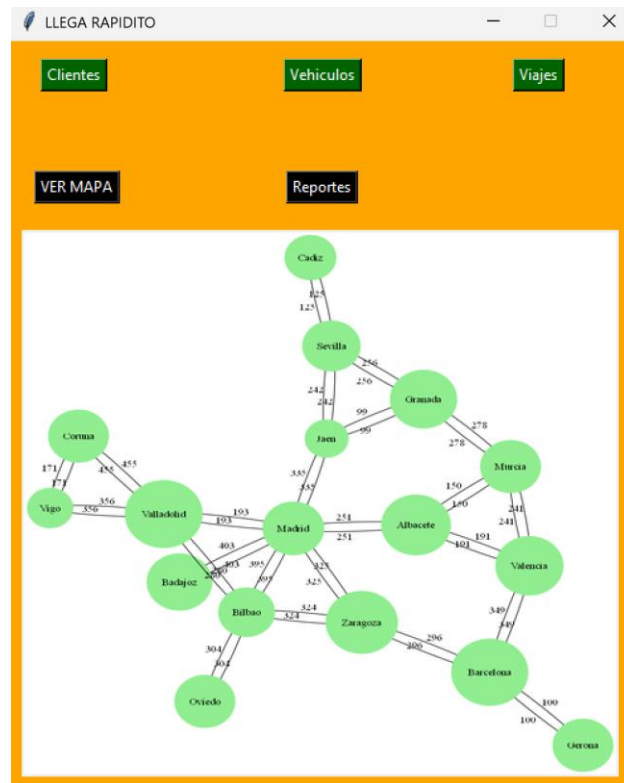 LLEGA RAPIDITO
Clientes
Vehiculos
Viajes
VER MAPA
Reportes
Cadiz
125
125
Sevilla
256
256
242
242
Granada
99
99
Jaen
278
278
Coruna
455
455
Murcia
335
335
171
171
150
150
Vigo
356
356
Valladolid
193
193
Madrid
251
251
Albacete
241
241
191
191
Valencia
403
403
395
395
325
325
Badajoz
280
Bilbao
324
324
Zaragoza
349
349
296
296
304
304
Barcelona
Oviedo
100
100
Gerona